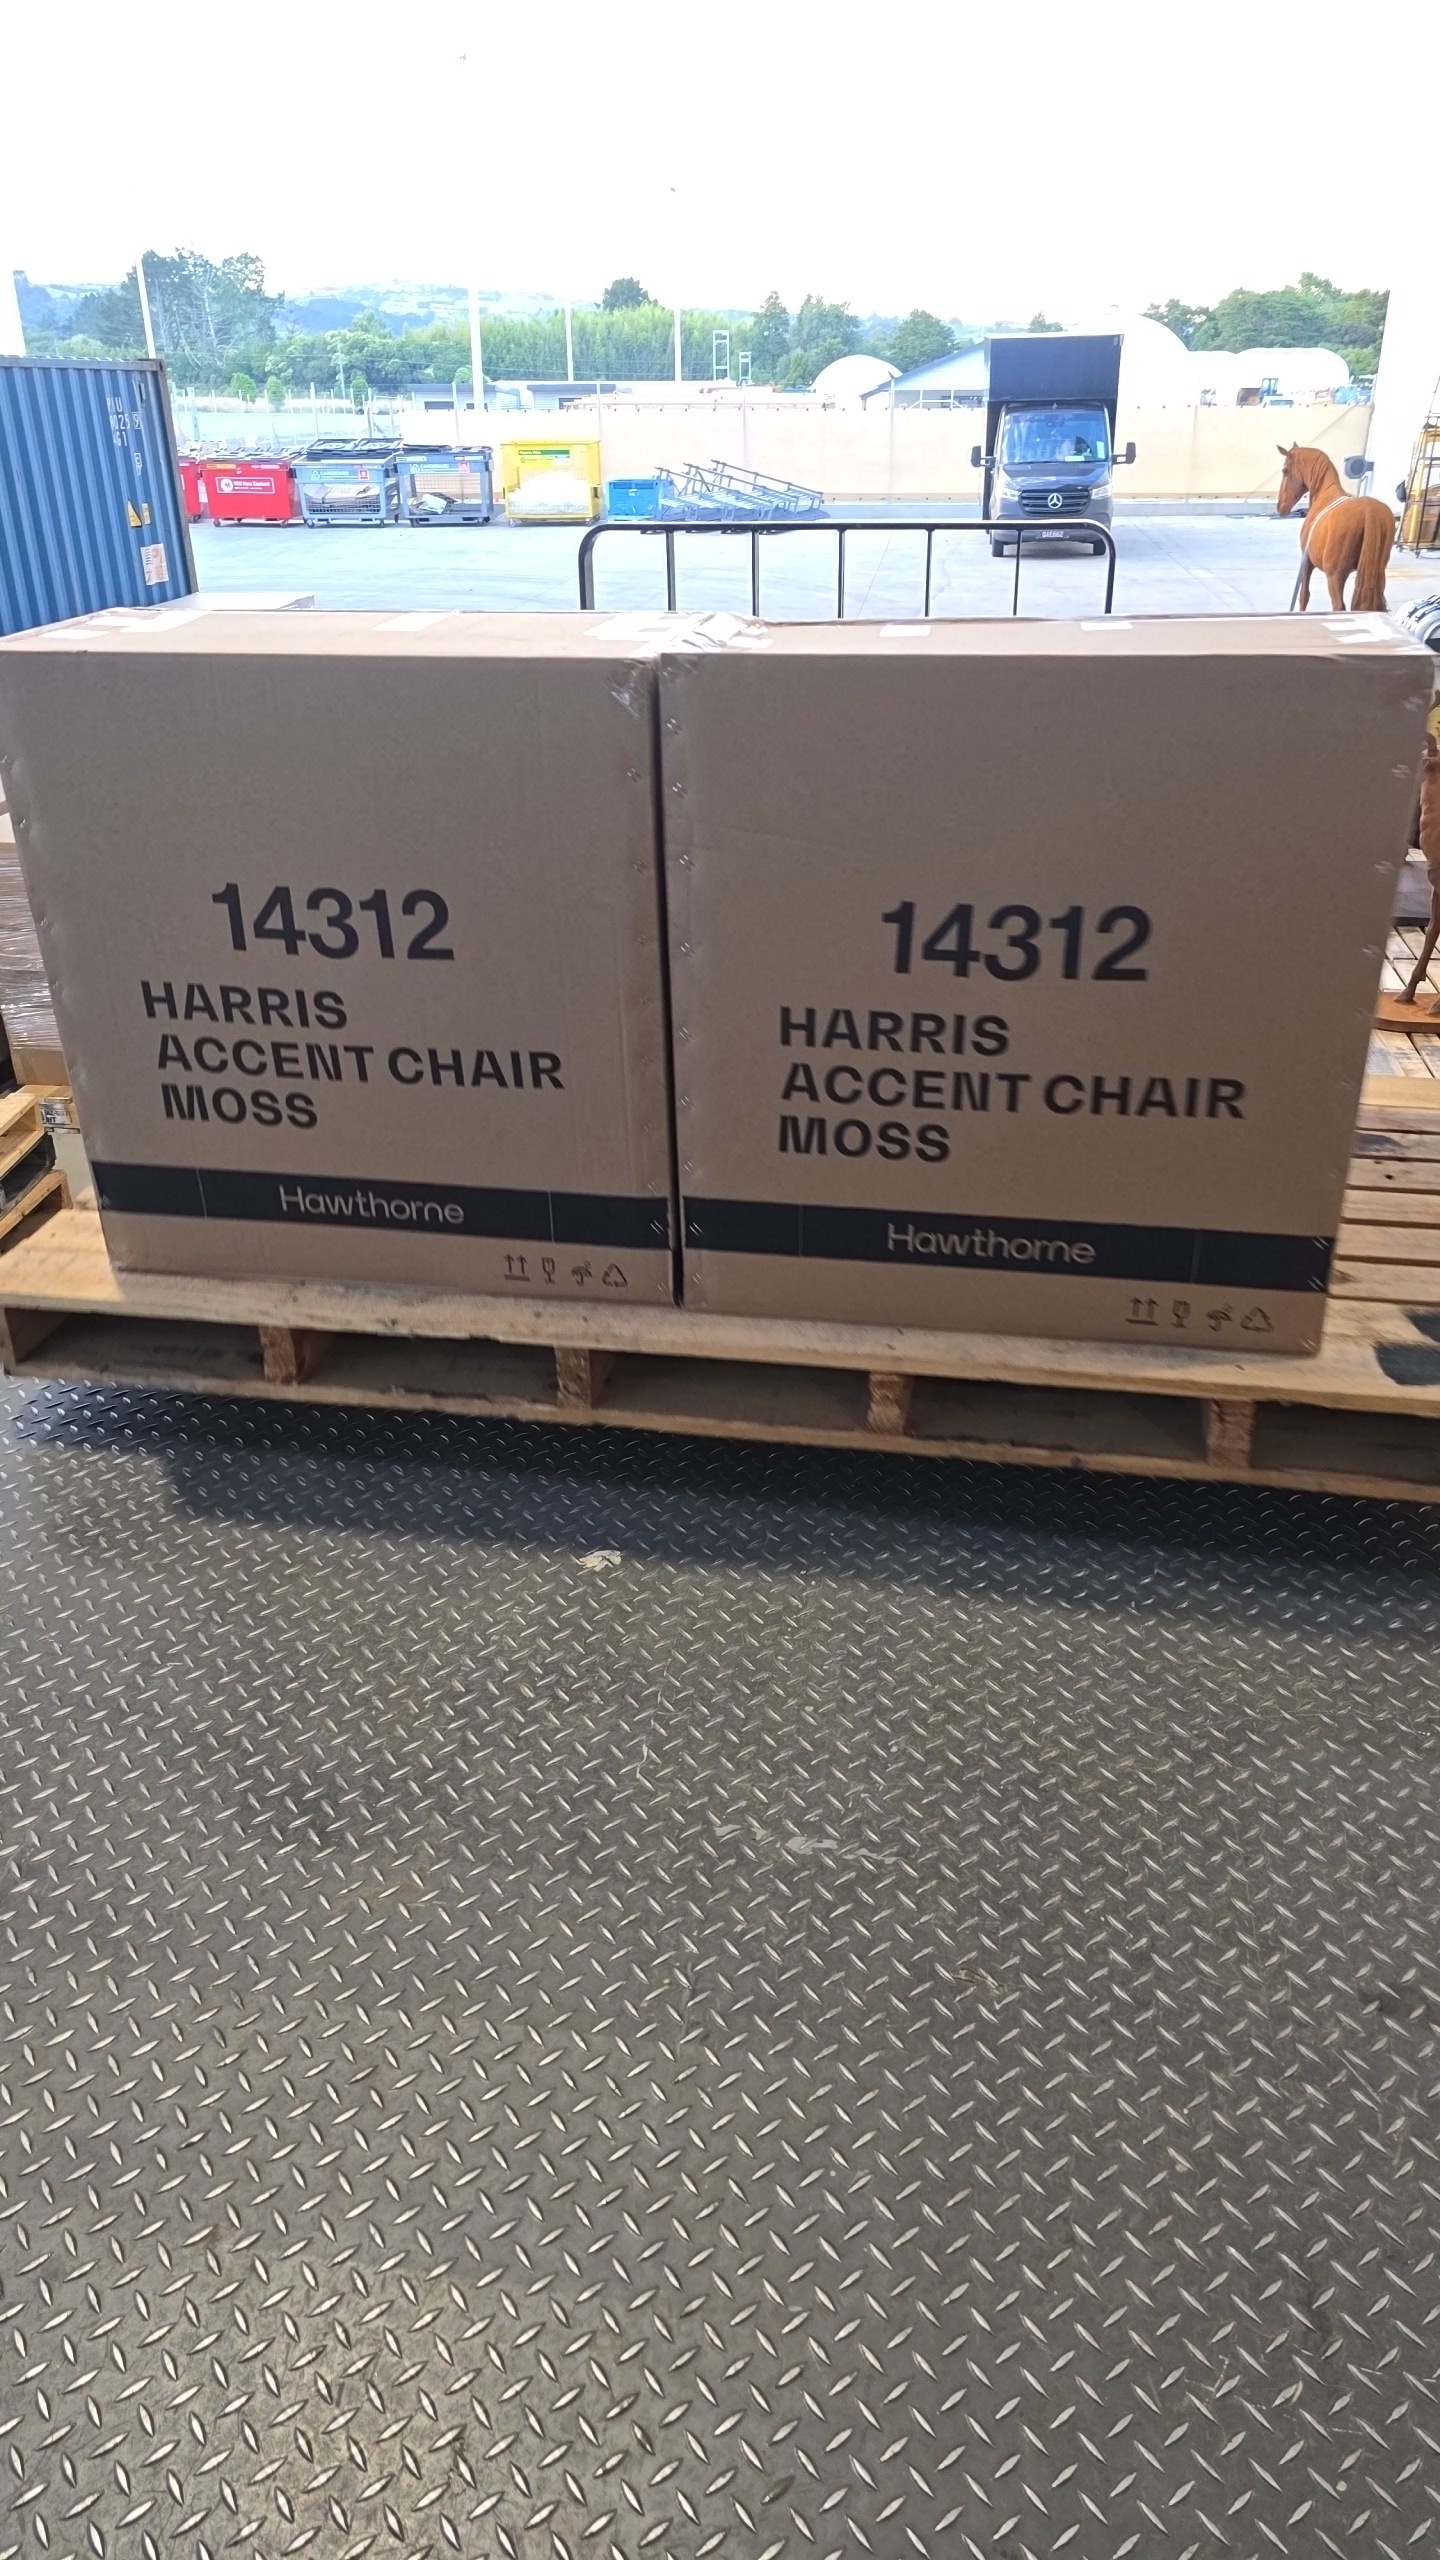 14312
HARRIS
ACCENT CHAIR
MOSS
Hawthorne
14312
HARRIS
ACCENT CHAIR
MOSS
Hawthorne